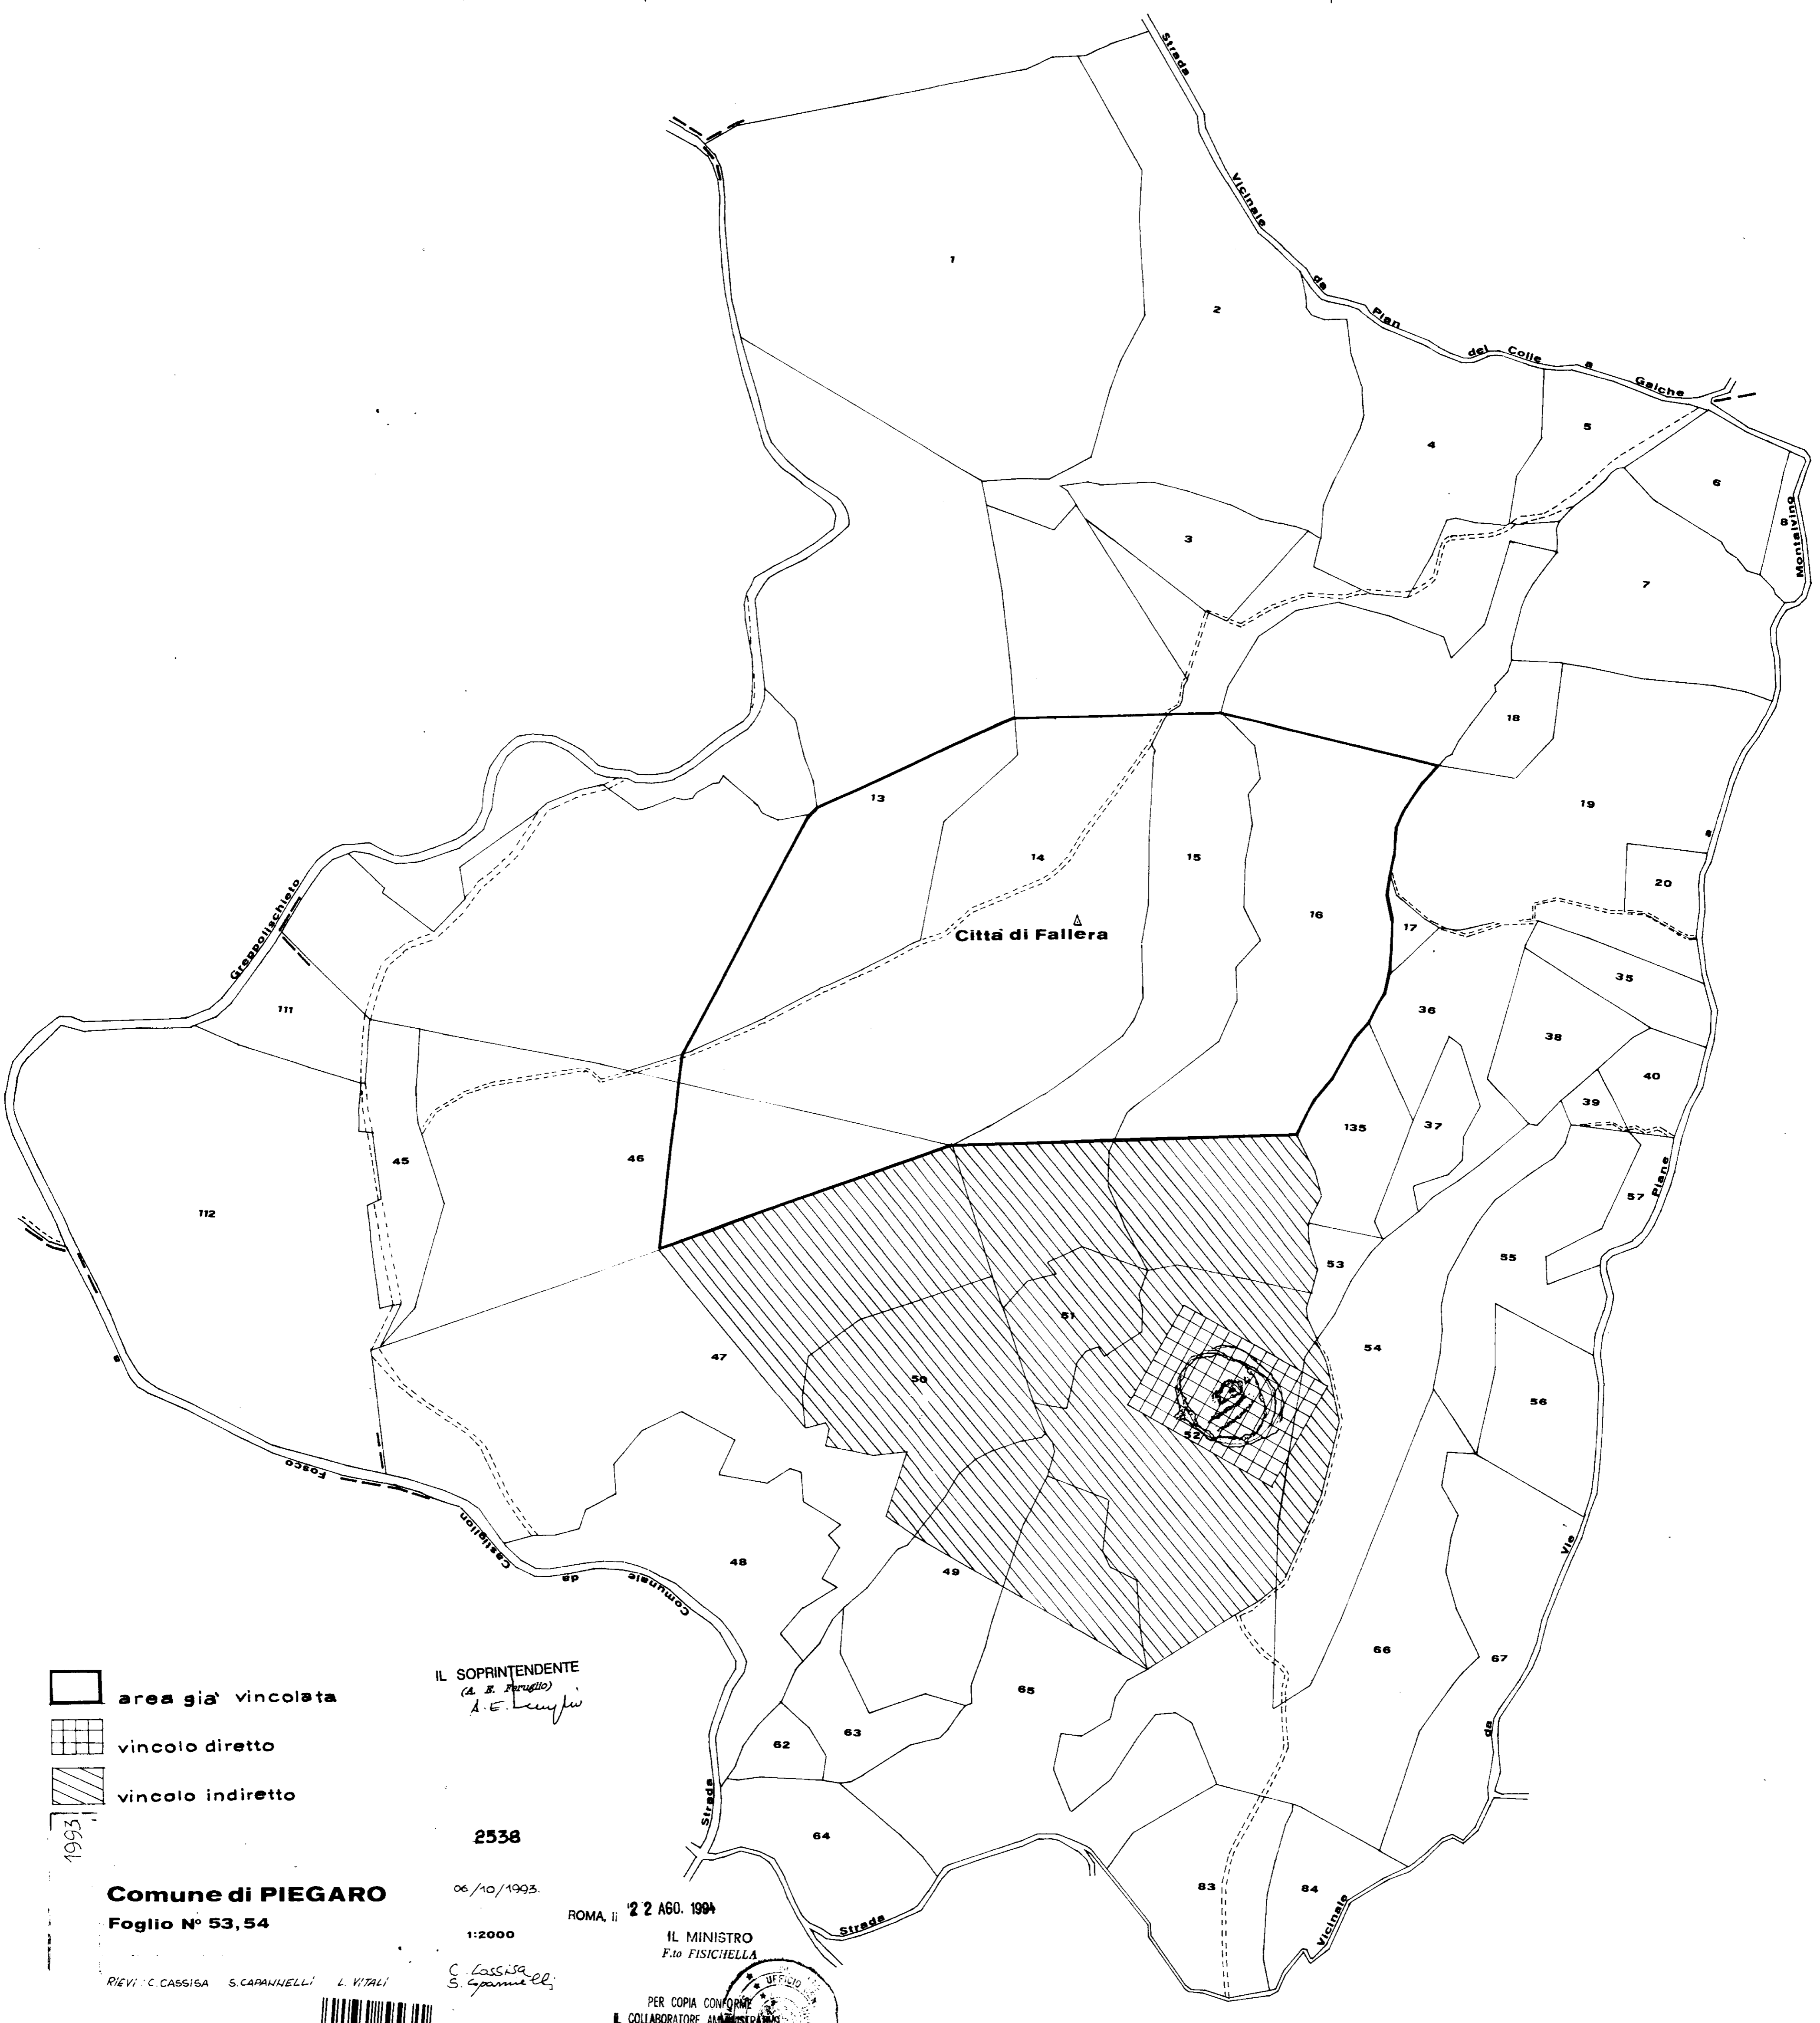 Strada
Vicinale
da
Pian
del Colle
a
Gaiche
1
2
3
4
5
6
7
8
Montalvino
13
14
15
16
17
18
19
a
20
Città di Fallera
Greppolischieto
111
112
45
46
35
36
38
40
39
37
135
57
Piane
53
55
51
54
47
50
56
52
a
Fosco
Castiglion
da
Comunale
48
49
Vie
66
67
65
63
62
da
Strada
64
83
84
Strada
Vicinale
area gia' vincolata
vincolo diretto
vincolo indiretto
IL SOPRINTENDENTE
(A. E. Feruglio)
A.E. Feruglio
1993
2538
Comune di PIEGARO
06/10/1993.
Foglio N° 53,54
ROMA, li 22 AGO. 1994
1:2000
IL MINISTRO
F.to FISICHELLA
RILEVI: C. CASSISA S. CAPANNELLI L. VITALI
C. Cassisa
S. Capannelli
UFFICIO
PER COPIA CONFORME
IL COLLABORATORE AMMINISTRATIVO